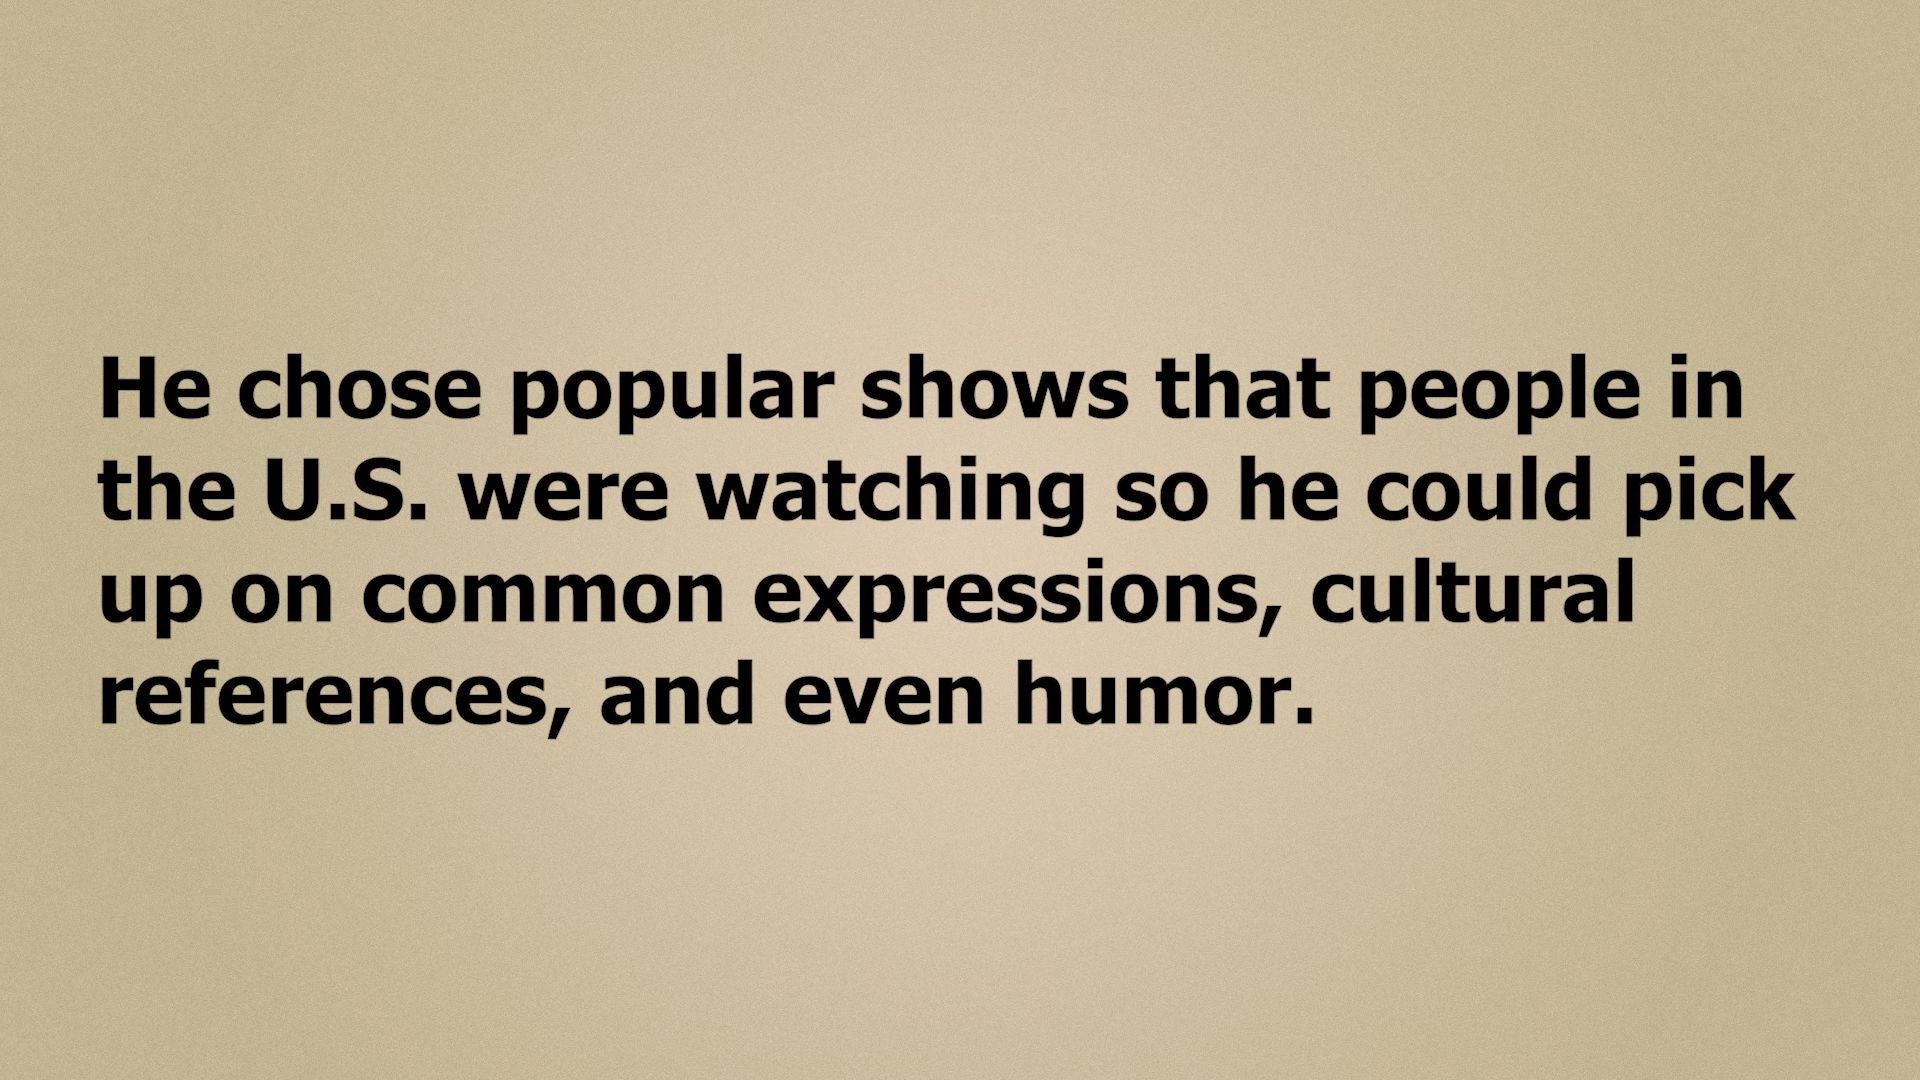 He chose popular shows that people in
the U.S. were watching so he could pick
up on common expressions, cultural
references, and even humor.